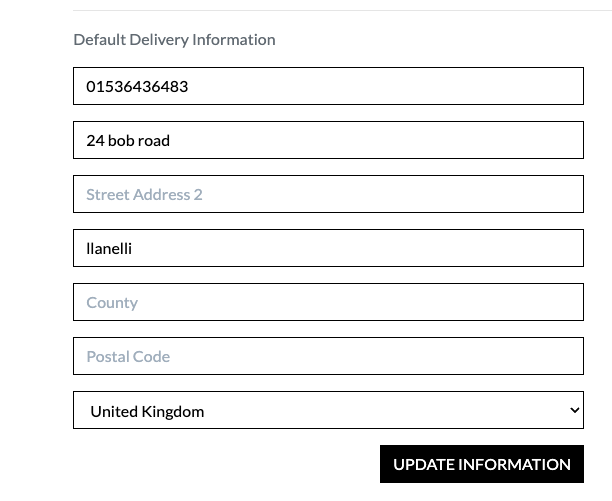 Default Delivery Information
01536436483
24 bob road
Street Address 2
llanelli
County
Postal Code
United Kingdom
UPDATE INFORMATION